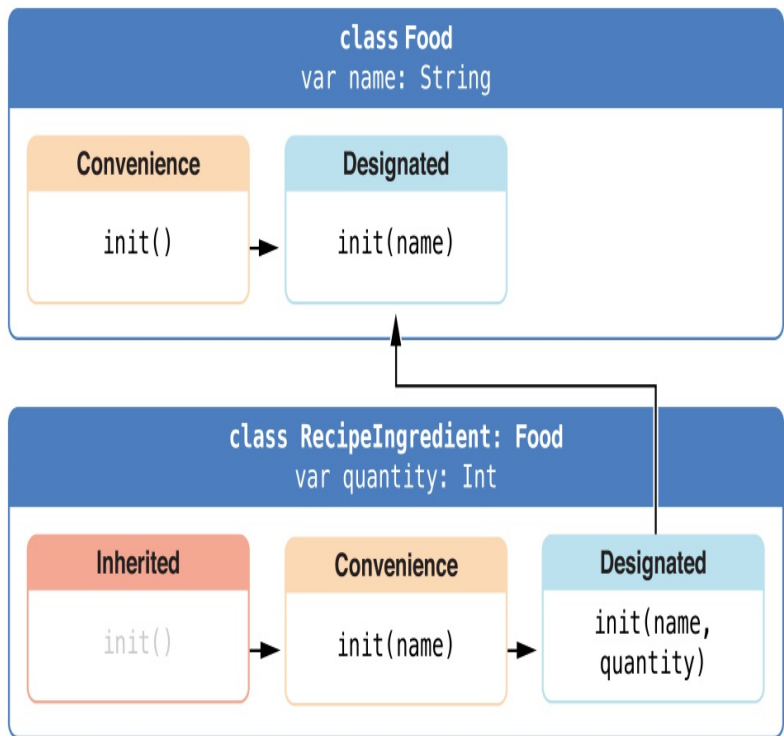 class Food
var name: String
Convenience
Designated
init()
init(name)
class RecipeIngredient: Food
var quantity: Int
Inherited
Convenience
Designated
init()
init(name)
init(name,
quantity)